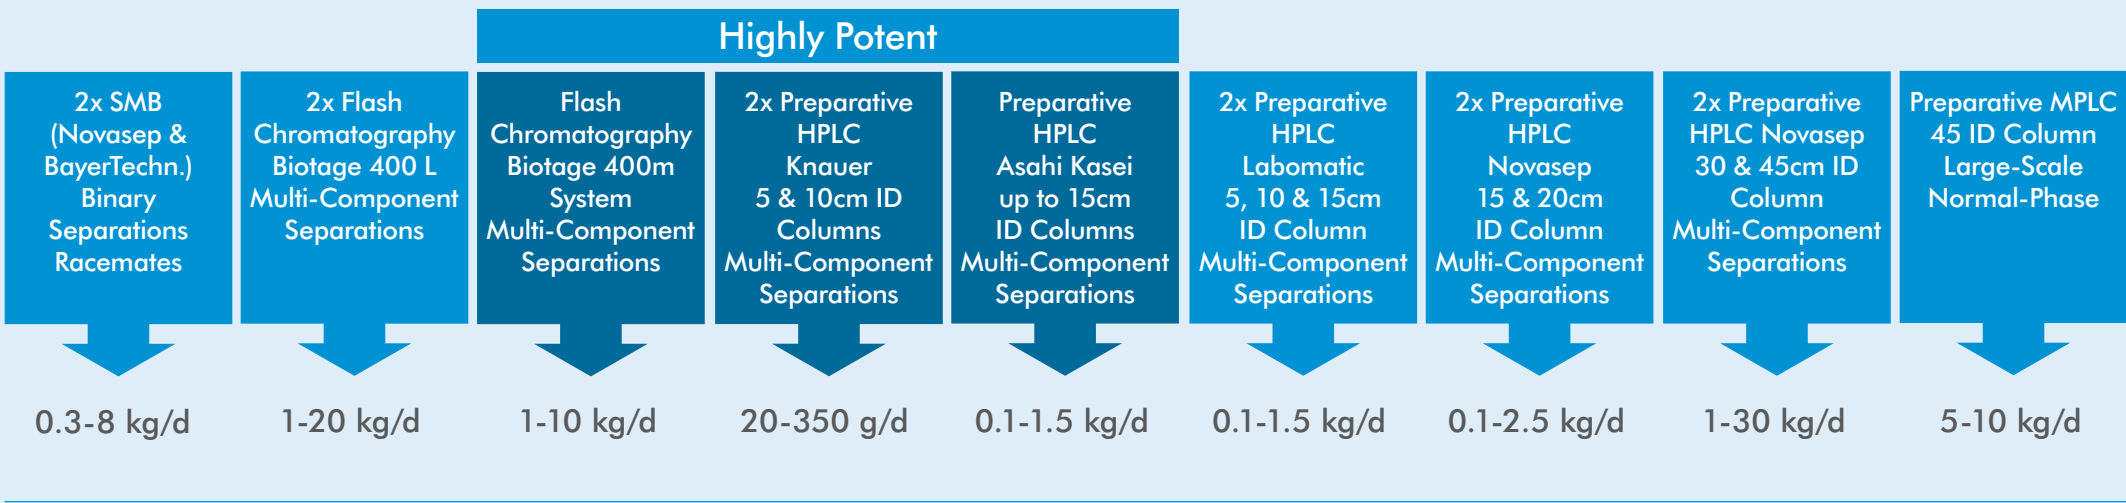 Highly Potent
2x SMB
(Novasep &
BayerTechn.)
Binary
Separations
Racemates
0.3-8 kg/d
2x Flash
Chromatography
Biotage 400 L
Multi-Component
Separations
1-20 kg/d
Flash
Chromatography
Biotage 400m
System
Multi-Component
Separations
1-10 kg/d
2x Preparative
HPLC
Knauer
5 & 10cm ID
Columns
Multi-Component
Separations
20-350 g/d
Preparative
HPLC
Asahi Kasei
up to 15cm
ID Columns
Multi-Component
Separations
0.1-1.5 kg/d
2x Preparative
HPLC
Labomatic
5, 10 & 15cm
ID Column
Multi-Component
Separations
0.1-1.5 kg/d
2x Preparative
HPLC
Novasep
15 & 20cm
ID Column
Multi-Component
Separations
0.1-2.5 kg/d
2x Preparative
HPLC Novasep
30 & 45cm ID
Column
Multi-Component
Separations
1-30 kg/d
Preparative MPLC
45 ID Column
Large-Scale
Normal-Phase
5-10 kg/d